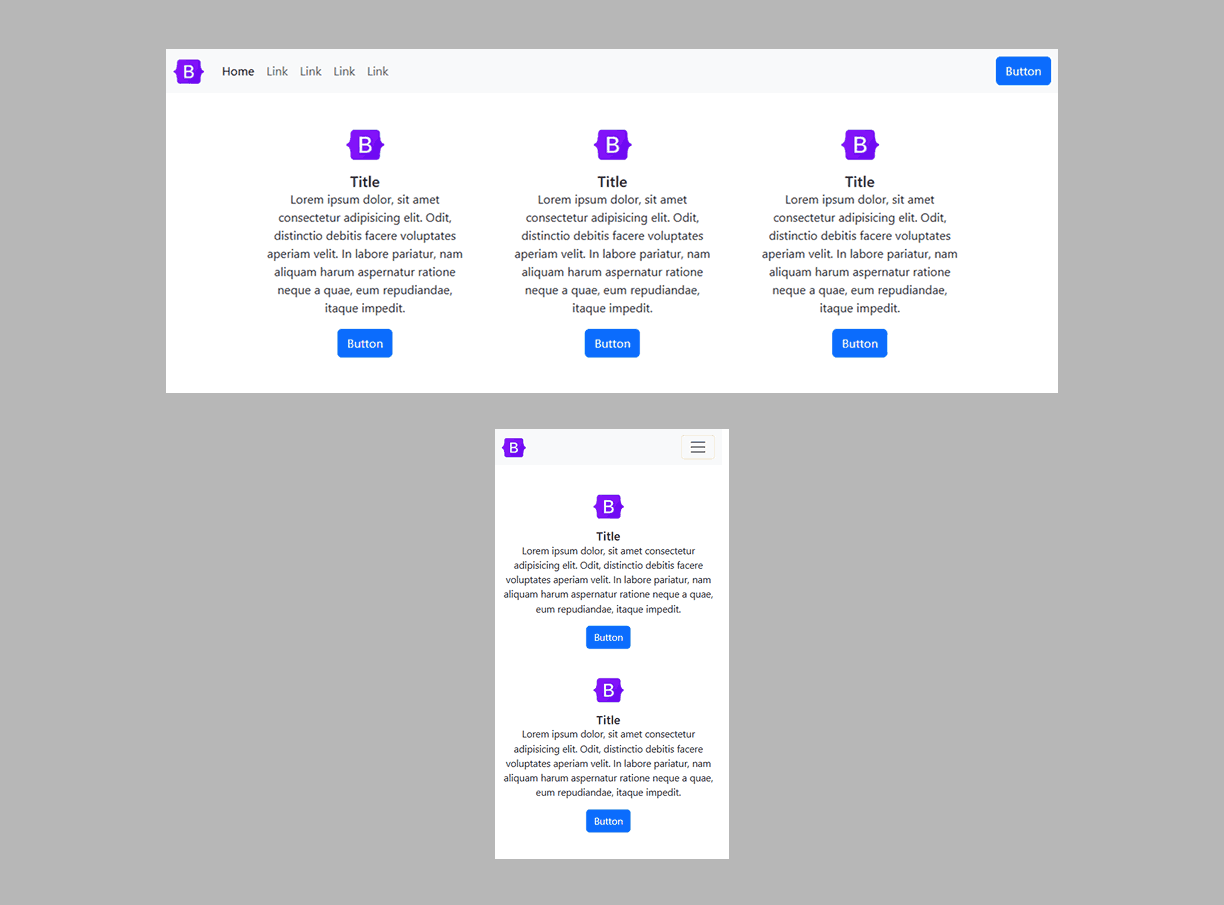 B Home Link Link Link Link Button
B B B
Title Title Title
Lorem ipsum dolor, sit amet Lorem ipsum dolor, sit amet Lorem ipsum dolor, sit amet
consectetur adipisicing elit. Odit, consectetur adipisicing elit. Odit, consectetur adipisicing elit. Odit,
distinctio debitis facere voluptates distinctio debitis facere voluptates distinctio debitis facere voluptates
aperiam velit. In labore pariatur, nam aperiam velit. In labore pariatur, nam aperiam velit. In labore pariatur, nam
aliquam harum aspernatur ratione aliquam harum aspernatur ratione aliquam harum aspernatur ratione
neque a quae, eum repudiandae, neque a quae, eum repudiandae, neque a quae, eum repudiandae,
itaque impedit. itaque impedit. itaque impedit.
Button Button Button
B
B
Title
Lorem ipsum dolor, sit amet consectetur
adipisicing elit. Odit, distinctio debitis facere
voluptates aperiam velit. In labore pariatur, nam
aliquam harum aspernatur ratione neque a quae,
eum repudiandae, itaque impedit.
Button
B
Title
Lorem ipsum dolor, sit amet consectetur
adipisicing elit. Odit, distinctio debitis facere
voluptates aperiam velit. In labore pariatur, nam
aliquam harum aspernatur ratione neque a quae,
eum repudiandae, itaque impedit.
Button